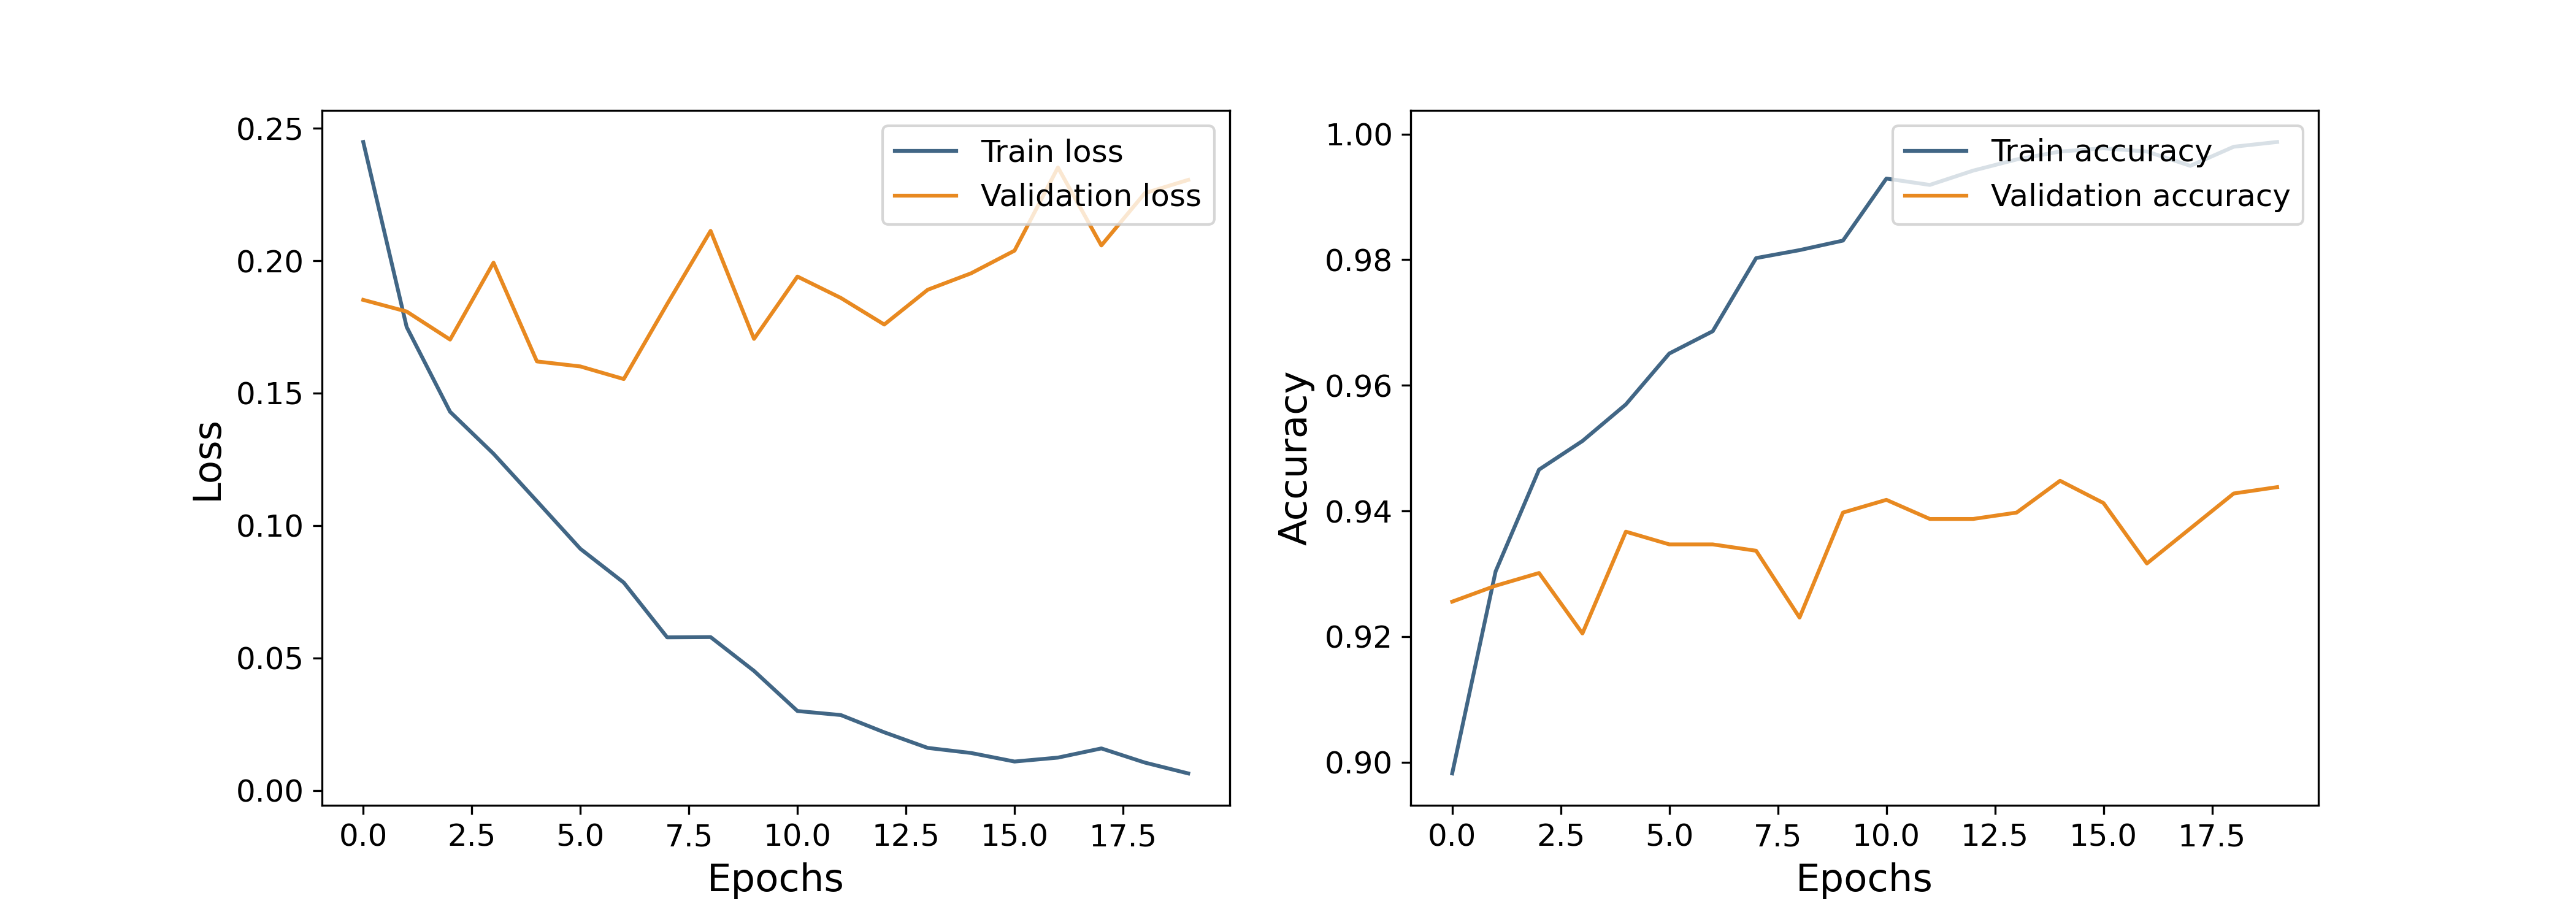 0.25
0.20
0.15
0.10
0.05
0.00
Loss
Train loss
Validation loss
0.0 2.5 5.0 7.5 10.0 12.5 15.0 17.5
Epochs
1.00
0.98
0.96
0.94
0.92
0.90
Accuracy
Train accuracy
Validation accuracy
0.0 2.5 5.0 7.5 10.0 12.5 15.0 17.5
Epochs